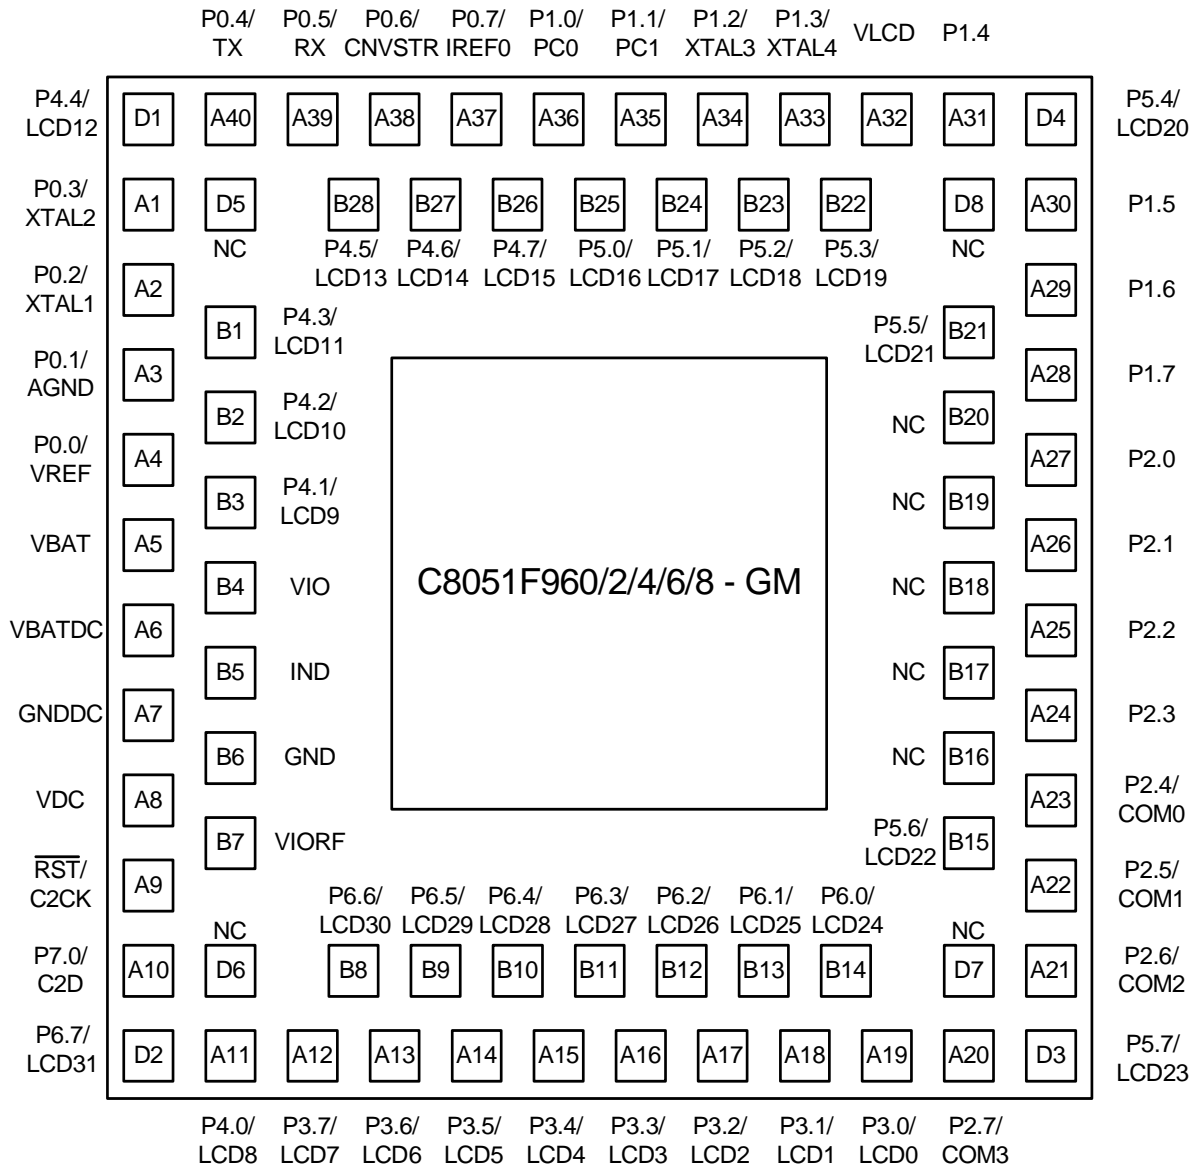 P0.4/ P0.5/ P0.6/ P0.7/ P1.0/ P1.1/ P1.2/ P1.3/ VLCD P1.4
TX RX CNVSTR IREF0 PC0 PC1 XTAL3 XTAL4
P4.4/ P5.4/
LCD12 D1 A40 A39 A38 A37 A36 A35 A34 A33 A32 A31 D4 LCD20
P0.3/
XTAL2 A1 D5 B28 B27 B26 B25 B24 B23 B22 D8 A30 P1.5
NC P4.5/ P4.6/ P4.7/ P5.0/ P5.1/ P5.2/ P5.3/ NC
LCD13 LCD14 LCD15 LCD16 LCD17 LCD18 LCD19
P0.2/
XTAL1 A2 A29 P1.6
B1 P4.3/ P5.5/ B21
LCD11 LCD21
P0.1/
AGND A3 A28 P1.7
B2 P4.2/ NC B20
LCD10
P0.0/
VREF A4 A27 P2.0
B3 P4.1/ NC B19
LCD9
VBAT A5 A26 P2.1
B4 VIO C8051F960/2/4/6/8 - GM NC B18
VBATDC A6 A25 P2.2
B5 IND NC B17
GNDDC A7 A24 P2.3
B6 GND NC B16
VDC A8 A23 P2.4/
COM0
B7 VIORF P5.6/ B15
LCD22
RST/ P2.5/
C2CK A9 A22 COM1
P6.6/ P6.5/ P6.4/ P6.3/ P6.2/ P6.1/ P6.0/
NC LCD30 LCD29 LCD28 LCD27 LCD26 LCD25 LCD24 NC
P7.0/ P2.6/
C2D A10 D6 B8 B9 B10 B11 B12 B13 B14 D7 A21 COM2
P6.7/ P5.7/
LCD31 D2 A11 A12 A13 A14 A15 A16 A17 A18 A19 A20 D3 LCD23
P4.0/ P3.7/ P3.6/ P3.5/ P3.4/ P3.3/ P3.2/ P3.1/ P3.0/ P2.7/
LCD8 LCD7 LCD6 LCD5 LCD4 LCD3 LCD2 LCD1 LCD0 COM3